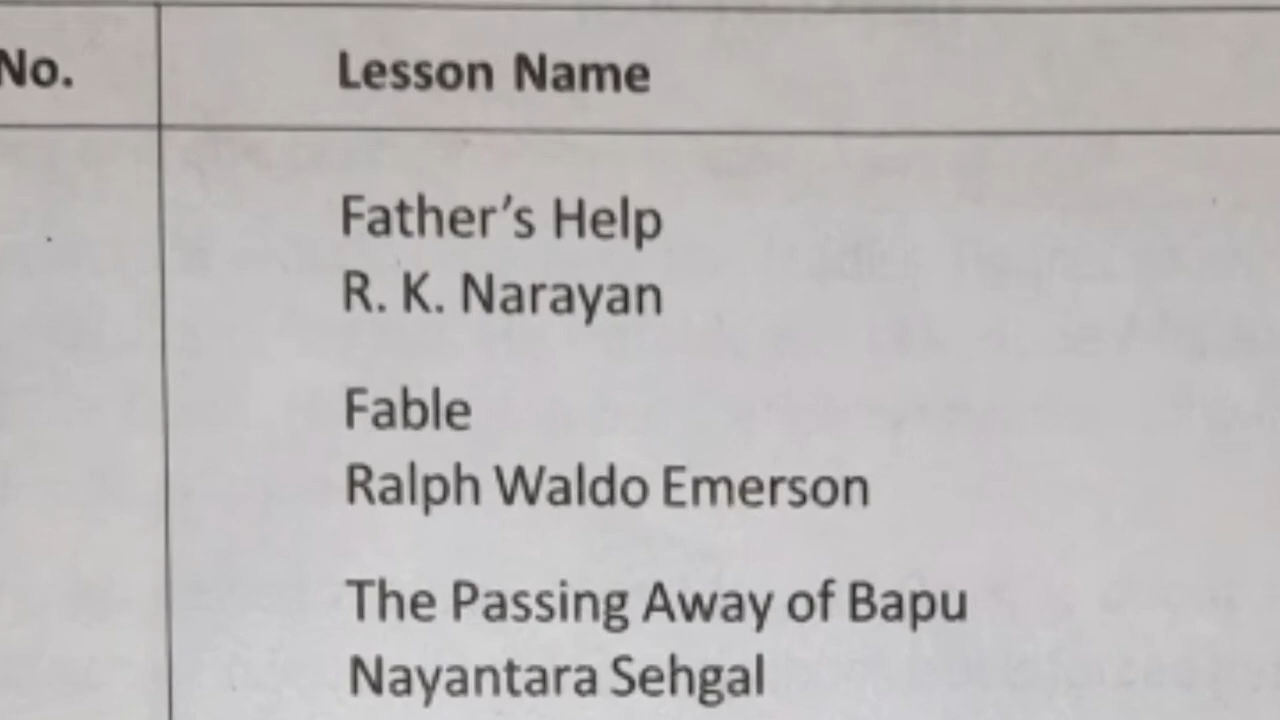 No.
Lesson Name
Father’s Help
R. K. Narayan
Fable
Ralph Waldo Emerson
The Passing Away of Bapu
Nayantara Sehgal